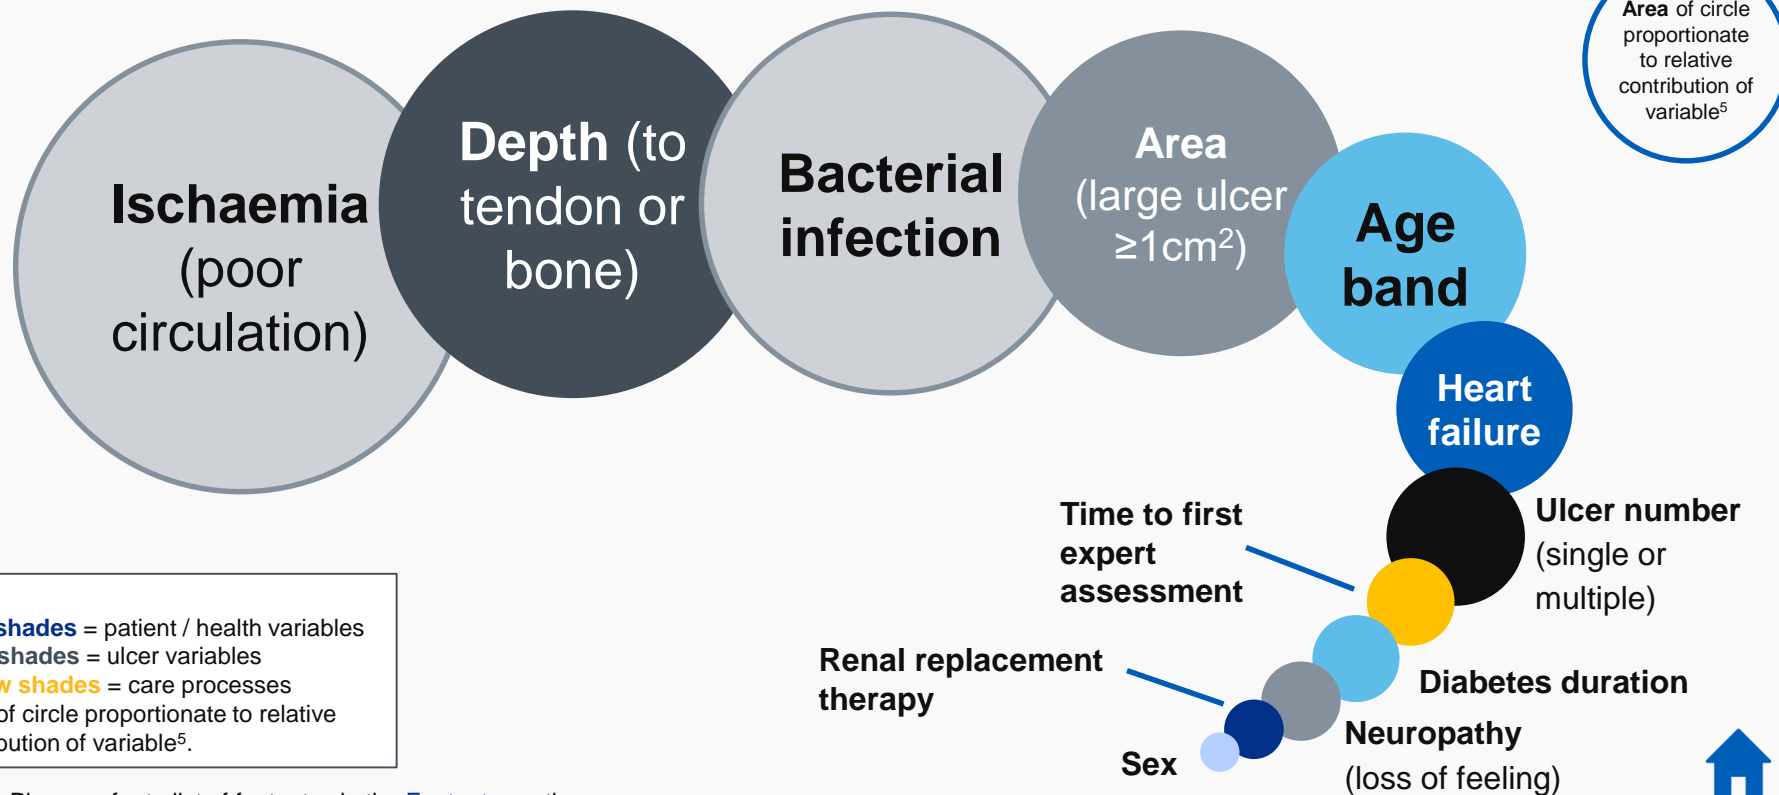 Area of circle
proportionate
to relative
contribution of
variable⁵
Ischaemia
(poor
circulation)
Depth (to
tendon or
bone)
Bacterial
infection
Area
(large ulcer
≥1cm²)
Age
band
Heart
failure
Ulcer number
(single or
multiple)
Time to first
expert
assessment
Renal replacement
therapy
Diabetes duration
Neuropathy
(loss of feeling)
Sex
shades = patient / health variables
shades = ulcer variables
shades = care processes
of circle proportionate to relative
of variable⁵.